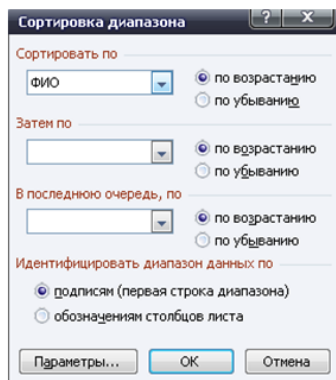 Сортировка диапазона ? X
Сортировать по
ФИО
по возрастанию
по убыванию
Затем по
по возрастанию
по убыванию
В последнюю очередь, по
по возрастанию
по убыванию
Идентифицировать диапазон данных по
подписям (первая строка диапазона)
обозначениям столбцов листа
Параметры... ОК Отмена